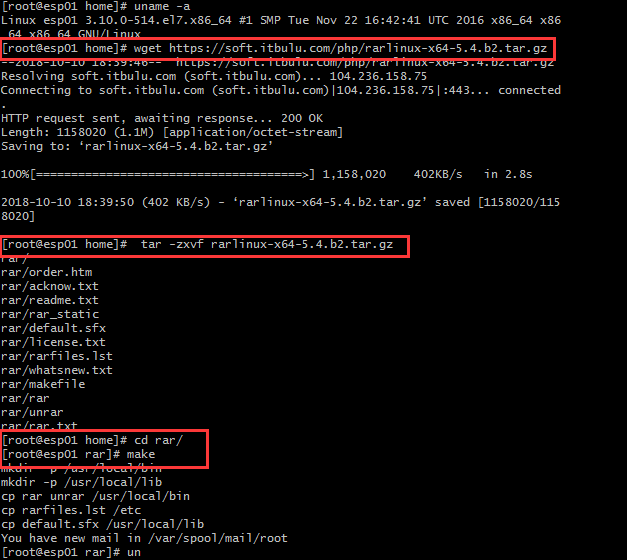 [root@esp01 home]# uname -a
Linux esp01 3.10.0-514.el7.x86_64 #1 SMP Tue Nov 22 16:42:41 UTC 2016 x86_64 x86
_64 x86_64 GNU/Linux
[root@esp01 home]# wget https://soft.itbulu.com/php/rarlinux-x64-5.4.b2.tar.gz
--2018-10-10 18:39:46--  https://soft.itbulu.com/php/rarlinux-x64-5.4.b2.tar.gz
Resolving soft.itbulu.com (soft.itbulu.com)... 104.236.158.75
Connecting to soft.itbulu.com (soft.itbulu.com)|104.236.158.75|:443... connected
.
HTTP request sent, awaiting response... 200 OK
Length: 1158020 (1.1M) [application/octet-stream]
Saving to: ‘rarlinux-x64-5.4.b2.tar.gz’
100%[======================================>] 1,158,020    402KB/s   in 2.8s
2018-10-10 18:39:50 (402 KB/s) - ‘rarlinux-x64-5.4.b2.tar.gz’ saved [1158020/115
8020]
[root@esp01 home]#  tar -zxvf rarlinux-x64-5.4.b2.tar.gz
rar/
rar/order.htm
rar/acknow.txt
rar/readme.txt
rar/rar_static
rar/default.sfx
rar/license.txt
rar/rarfiles.lst
rar/whatsnew.txt
rar/makefile
rar/rar
rar/unrar
rar/rar.txt
[root@esp01 home]# cd rar/
[root@esp01 rar]# make
mkdir -p /usr/local/bin
mkdir -p /usr/local/lib
cp rar unrar /usr/local/bin
cp rarfiles.lst /etc
cp default.sfx /usr/local/lib
You have new mail in /var/spool/mail/root
[root@esp01 rar]# un